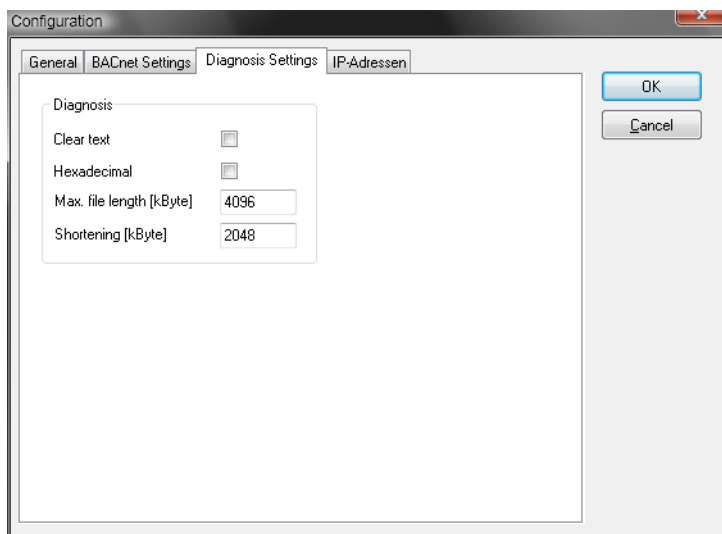 Configuration
General BACnet Settings Diagnosis Settings IP-Adressen
OK
Cancel
Diagnosis
Clear text
Hexadecimal
Max. file length [kByte] 4096
Shortening [kByte] 2048